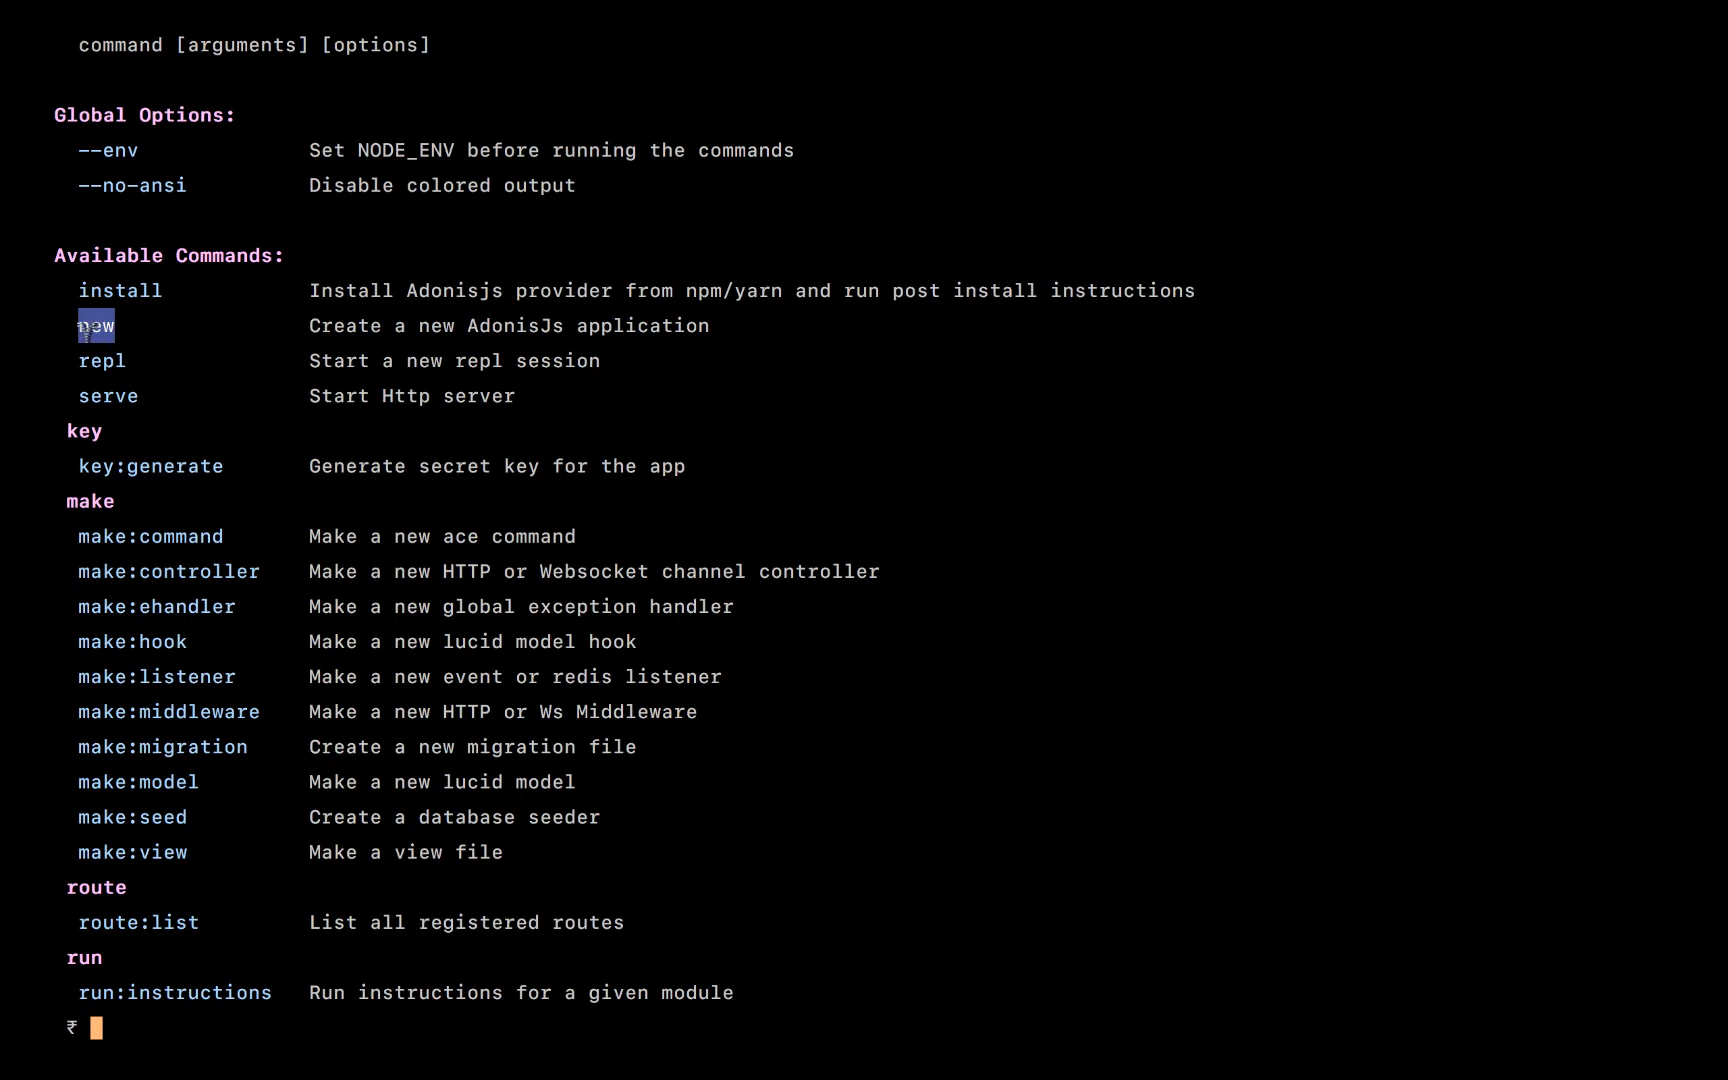 command [arguments] [options]
Global Options:
--env Set NODE_ENV before running the commands
--no-ansi Disable colored output
Available Commands:
install Install Adonisjs provider from npm/yarn and run post install instructions
new Create a new AdonisJs application
repl Start a new repl session
serve Start Http server
key
key:generate Generate secret key for the app
make
make:command Make a new ace command
make:controller Make a new HTTP or Websocket channel controller
make:ehandler Make a new global exception handler
make:hook Make a new lucid model hook
make:listener Make a new event or redis listener
make:middleware Make a new HTTP or Ws Middleware
make:migration Create a new migration file
make:model Make a new lucid model
make:seed Create a database seeder
make:view Make a view file
route
route:list List all registered routes
run
run:instructions Run instructions for a given module
₹